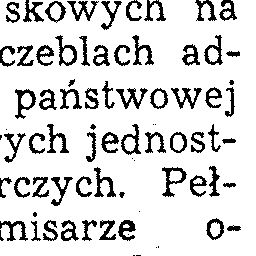 skowych na
czeblach ad-
państwowej
ych jednost-
rczych. Peł-
misarze o-